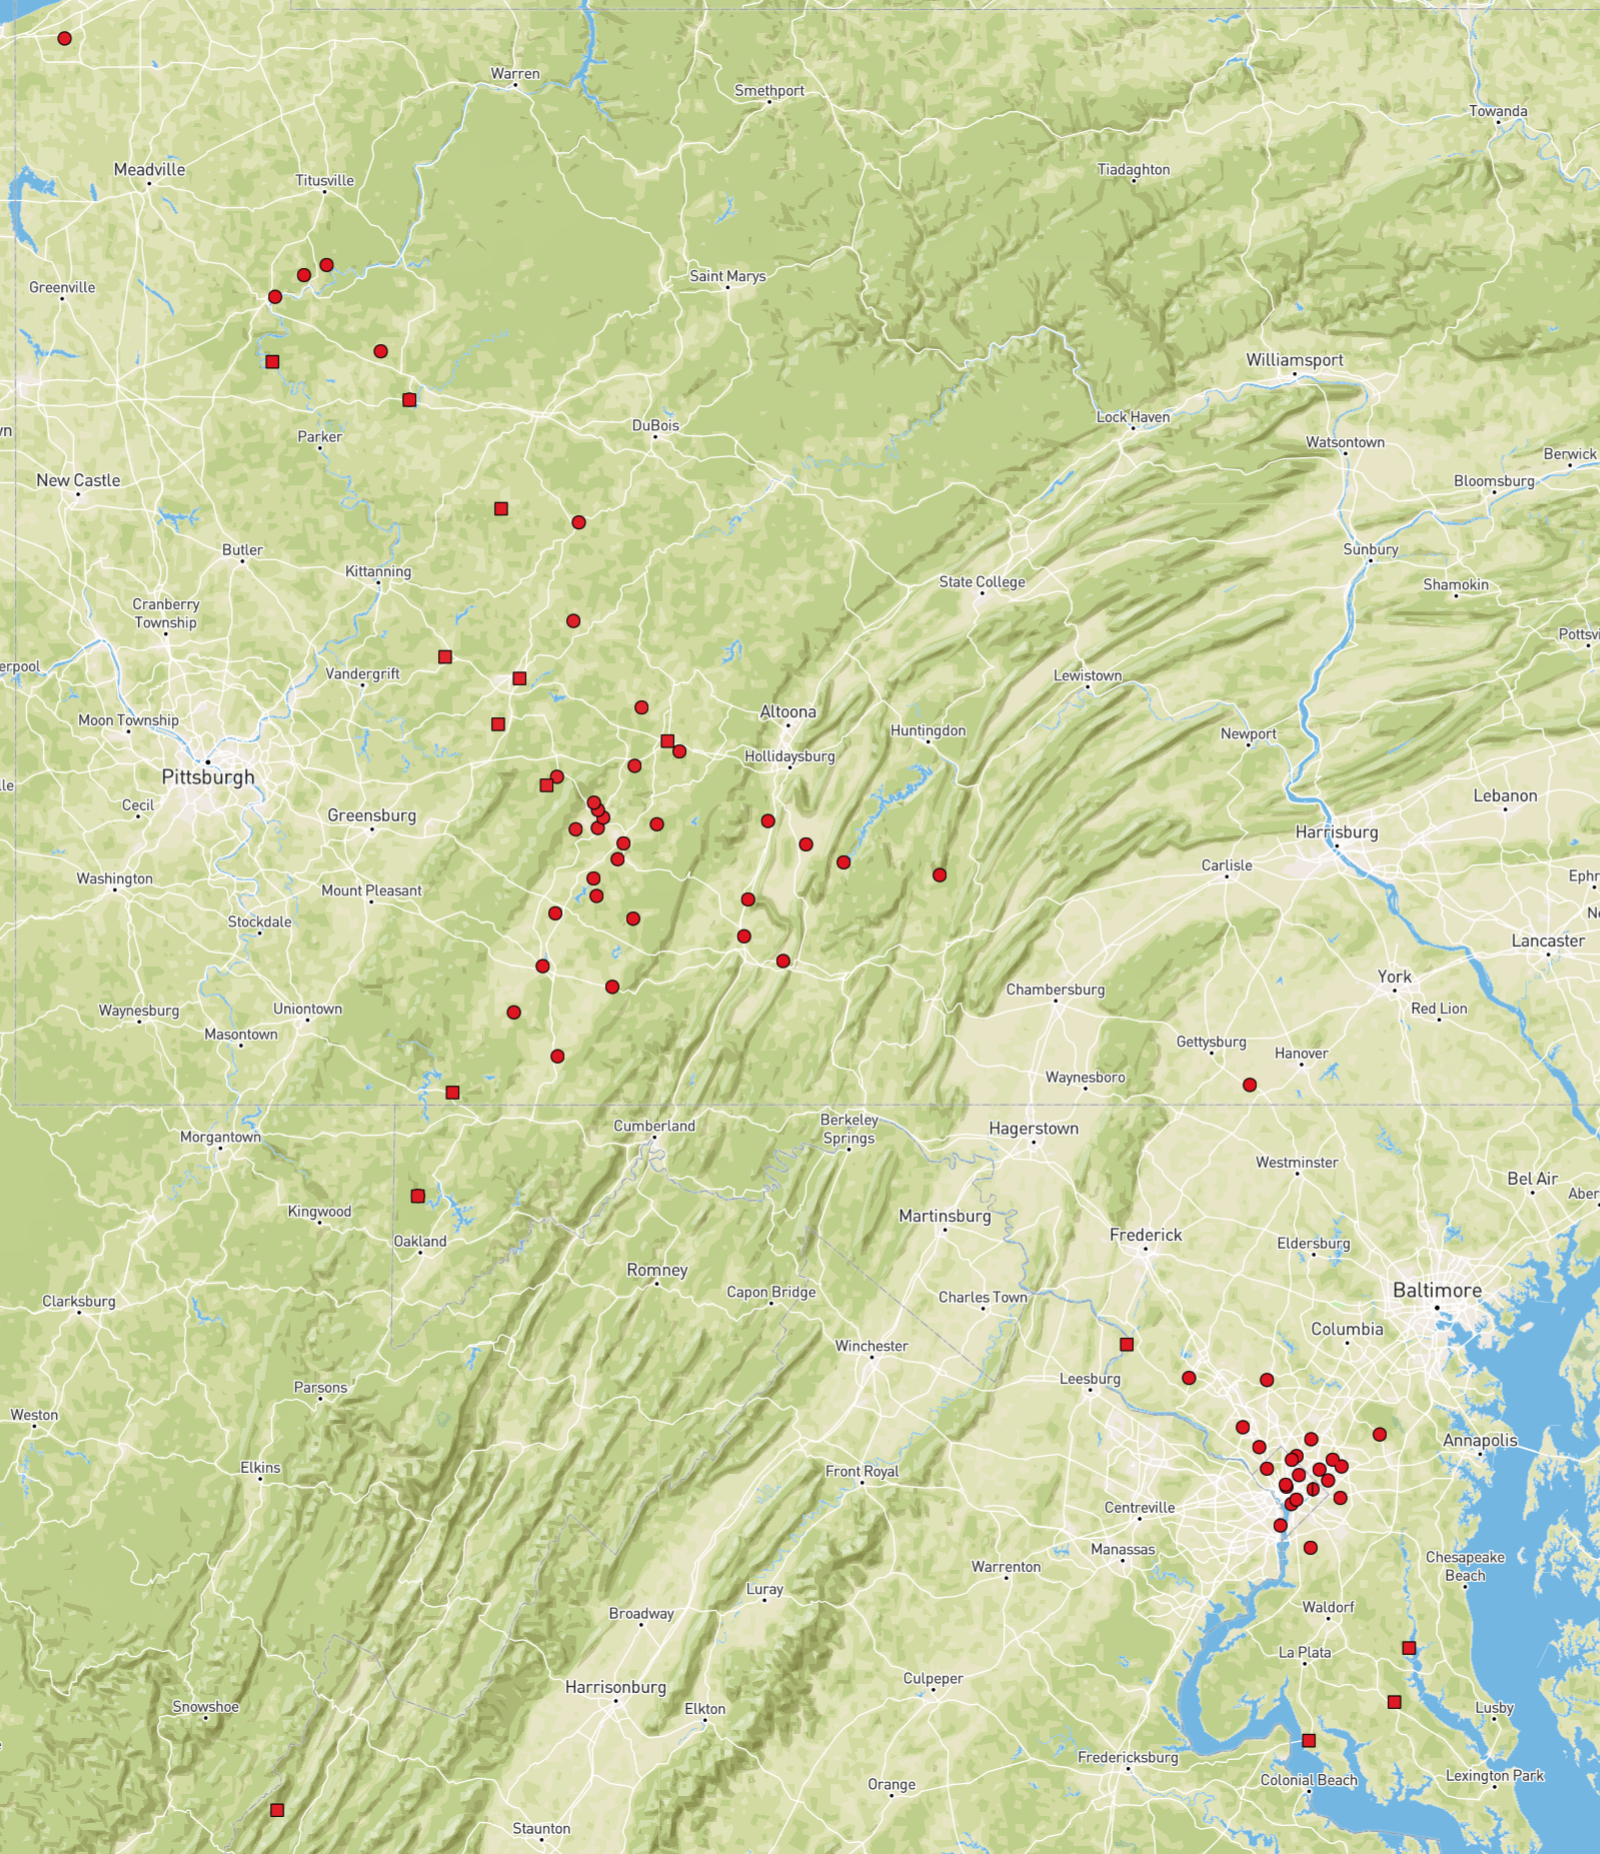 Warren
Smethport
Towanda
Meadville
Titusville
Tiadaghton
Greenville
Saint Marys
Williamsport
Lock Haven
DuBois
Parker
Watsontown
Berwick
New Castle
Bloomsburg
Butler
Sunbury
Kittanning
State College
Shamokin
Cranberry
Township
Pottsvi
erpool
Vandergrift
Lewistown
Moon Township
Altoona
Huntingdon
Newport
Hollidaysburg
Pittsburgh
lle
Cecil
Greensburg
Lebanon
Harrisburg
Carlisle
Washington
Mount Pleasant
Ephr
Stockdale
Lancaster
York
Chambersburg
Waynesburg
Uniontown
Red Lion
Masontown
Gettysburg
Hanover
Waynesboro
Morgantown
Cumberland
Berkeley
Springs
Hagerstown
Westminster
Bel Air
Aber
Kingwood
Martinsburg
Oakland
Frederick
Eldersburg
Romney
Capon Bridge
Charles Town
Baltimore
Clarksburg
Columbia
Winchester
Parsons
Leesburg
Weston
Annapolis
Elkins
Front Royal
Centreville
Manassas
Warrenton
Chesapeake
Beach
Luray
Broadway
Waldorf
La Plata
Culpeper
Harrisonburg
Snowshoe
Elkton
Lusby
Fredericksburg
Orange
Colonial Beach
Lexington Park
Staunton